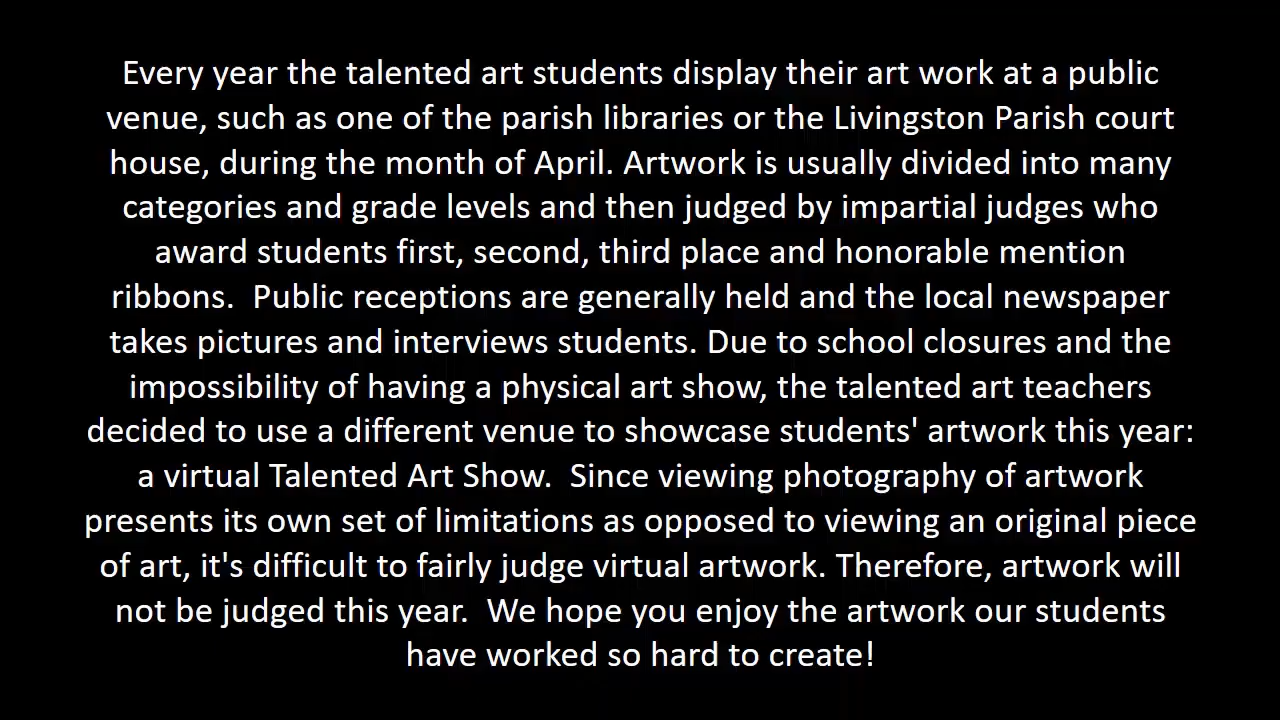 Every year the talented art students display their art work at a public
venue, such as one of the parish libraries or the Livingston Parish court
house, during the month of April. Artwork is usually divided into many
categories and grade levels and then judged by impartial judges who
award students first, second, third place and honorable mention
ribbons.  Public receptions are generally held and the local newspaper
takes pictures and interviews students. Due to school closures and the
impossibility of having a physical art show, the talented art teachers
decided to use a different venue to showcase students' artwork this year:
a virtual Talented Art Show.  Since viewing photography of artwork
presents its own set of limitations as opposed to viewing an original piece
of art, it's difficult to fairly judge virtual artwork. Therefore, artwork will
not be judged this year.  We hope you enjoy the artwork our students
have worked so hard to create!